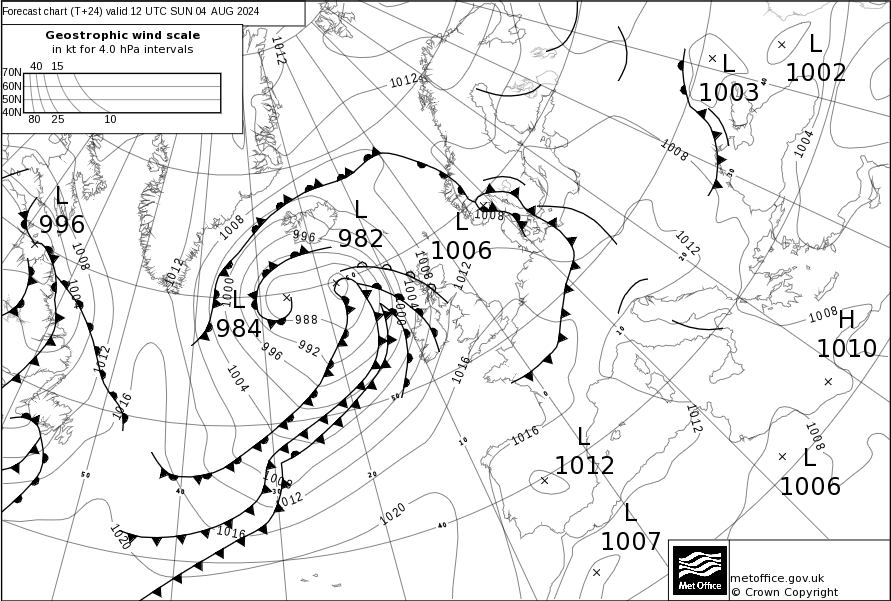 Forecast chart (T+24) valid 12 UTC SUN 04 AUG 2024
Geostrophic wind scale
in kt for 4.0 hPa intervals
40 15
70N
60N
50N
40N
80 25 10
1012
1012
L
1003
L
1002
40
1004
1008
30
L
996
L
982
996
1008
1008
L
1006
1012
20
1008
1012
1008
1004
1012
1000
50
1004
1000
L
984
988
992
996
10
1008
H
1010
1012
1016
1004
1016
50
0
1012
1016
L
1012
10
1008
L
1006
50
40
30
20
1008
1012
1020
40
1016
1020
L
1007
Met Office
metoffice.gov.uk
© Crown Copyright